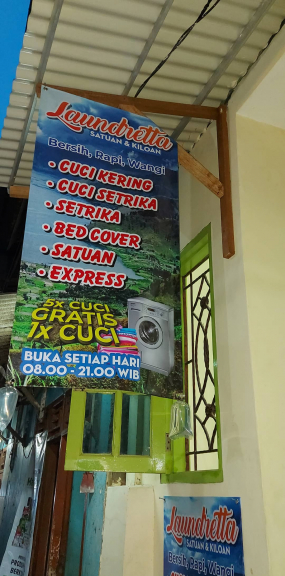 Laundretta
SATUAN & KILOAN
Bersih, Rapi, Wangi
• CUCI KERING
• CUCI SETRIKA
• SETRIKA
• BED COVER
• SATUAN
• EXPRESS
5X CUCI
GRATIS
1X CUCI
BUKA SETIAP HARI
08.00 - 21.00 WIB
Laundretta
SATUAN & KILOAN
Bersih, Rapi, Wangi